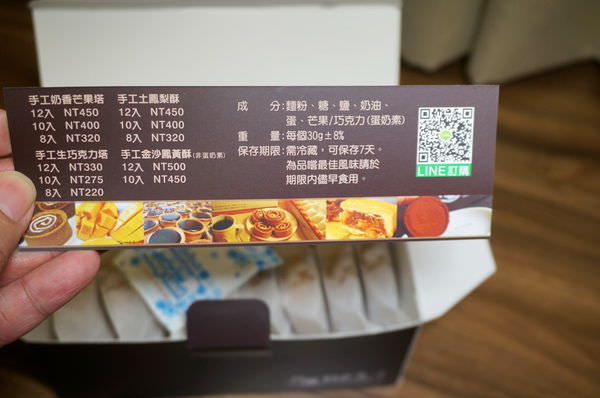 手工奶香芒果塔
12入 NT450
10入 NT400
8入 NT320
手工生巧克力塔
12入 NT330
10入 NT275
8入 NT220
手工土鳳梨酥
12入 NT450
10入 NT400
8入 NT320
手工金沙鳳黃酥(非蛋奶素)
12入 NT500
10入 NT450
成 分:麵粉、糖、鹽、奶油、
蛋、芒果/巧克力(蛋奶素)
重 量:每個30g±8%
保存期限:需冷藏,可保存7天。
為品嚐最佳風味請於
期限內儘早食用。
LINE訂購